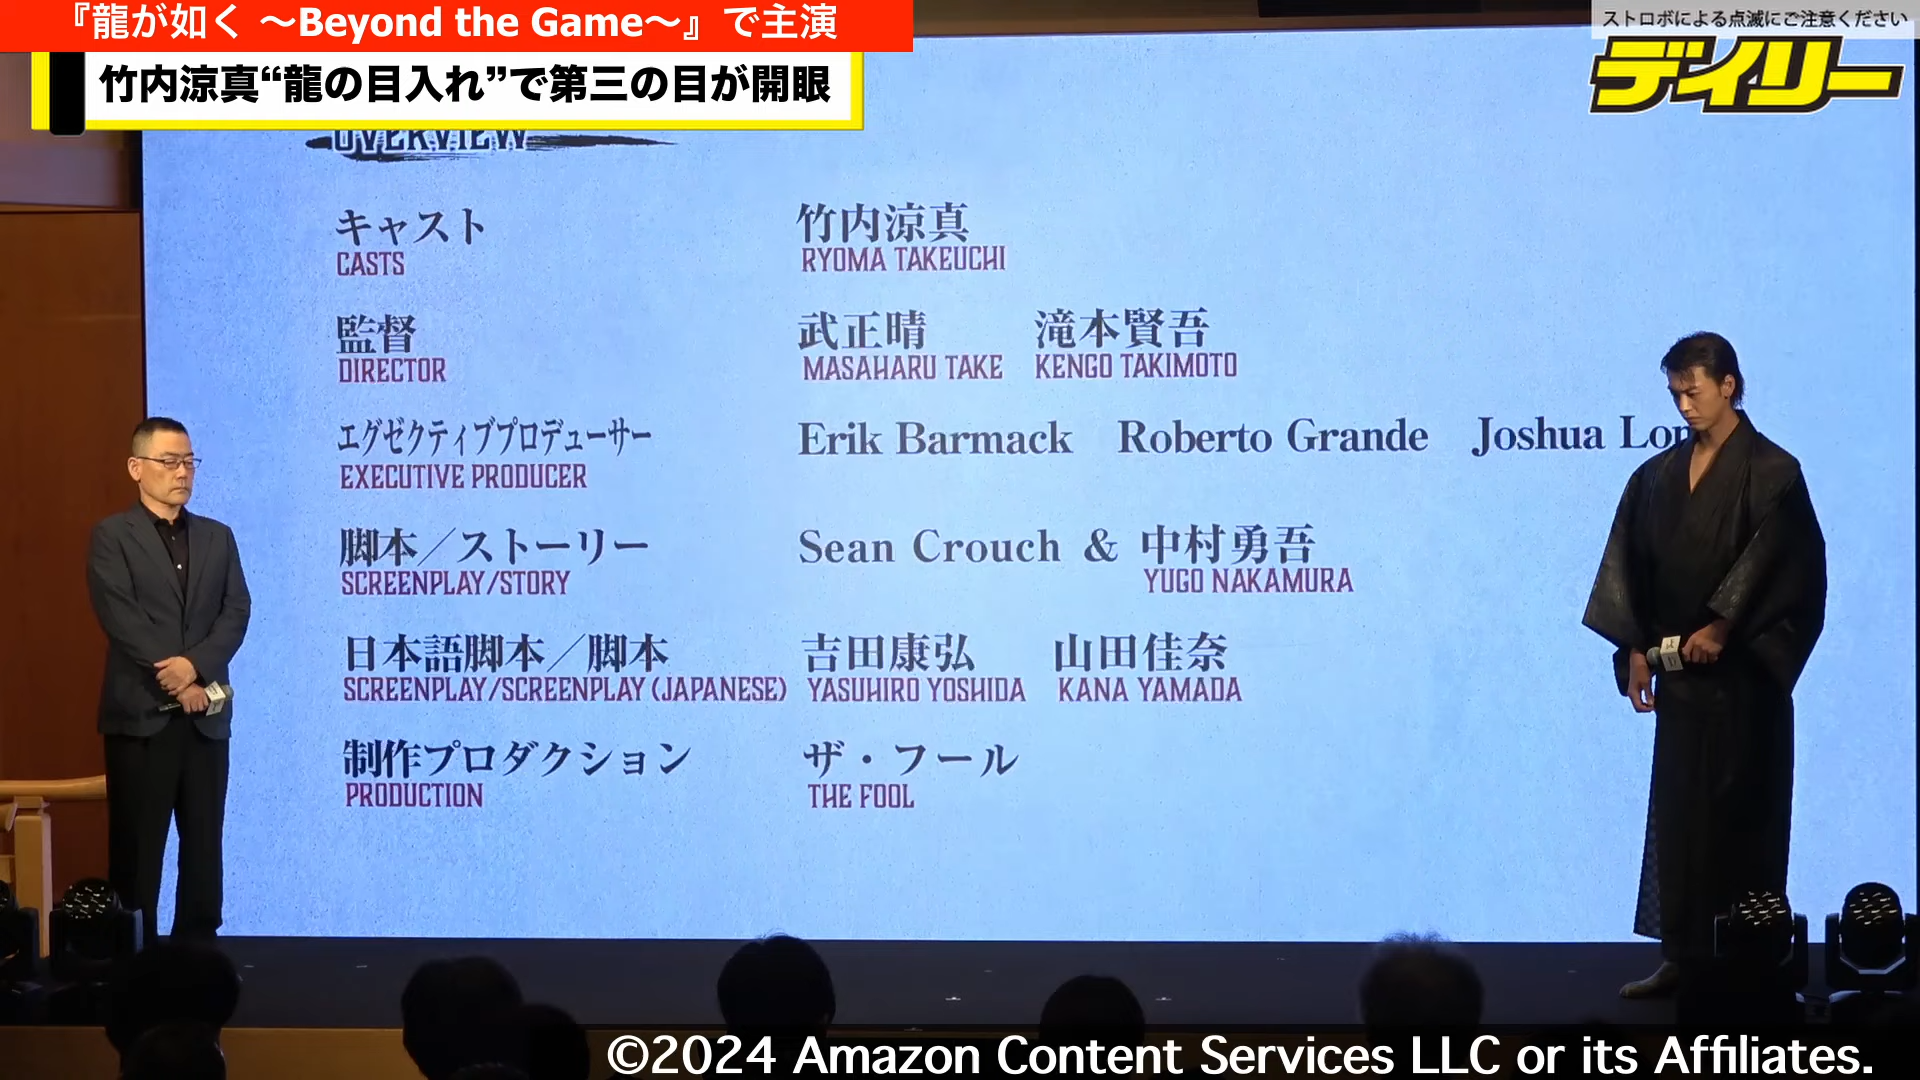 『龍が如く ～Beyond the Game～』で主演
ストロボによる点滅にご注意ください
竹内涼真“龍の目入れ”で第三の目が開眼
デイリー
OVERVIEW
キャスト 竹内涼真
CASTS RYOMA TAKEUCHI
監督 武正晴 滝本賢吾
DIRECTOR MASAHARU TAKE KENGO TAKIMOTO
エグゼクティブプロデューサー Erik Barmack Roberto Grande Joshua
EXECUTIVE PRODUCER
脚本／ストーリー Sean Crouch & 中村勇吾
SCREENPLAY/STORY YUGO NAKAMURA
日本語脚本／脚本 吉田康弘 山田佳奈
SCREENPLAY/SCREENPLAY (JAPANESE) YASUHIRO YOSHIDA KANA YAMADA
制作プロダクション ザ・フール
PRODUCTION THE FOOL
©2024 Amazon Content Services LLC or its Affiliates.